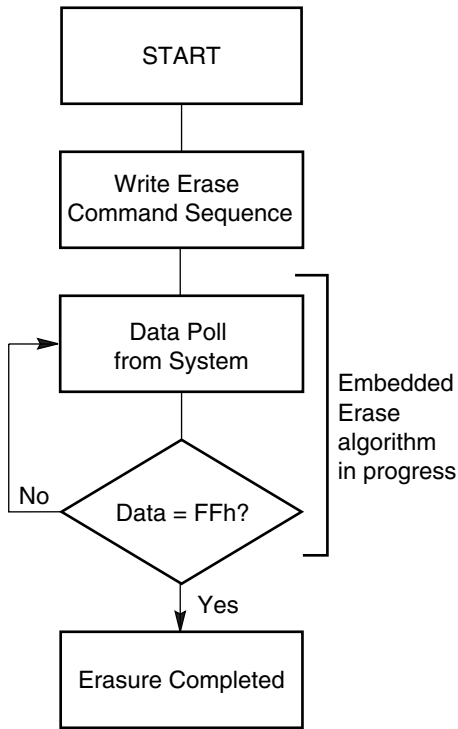 START
Write Erase
Command Sequence
Data Poll
from System
Embedded
Erase
algorithm
in progress
No
Data = FFh?
Yes
Erasure Completed